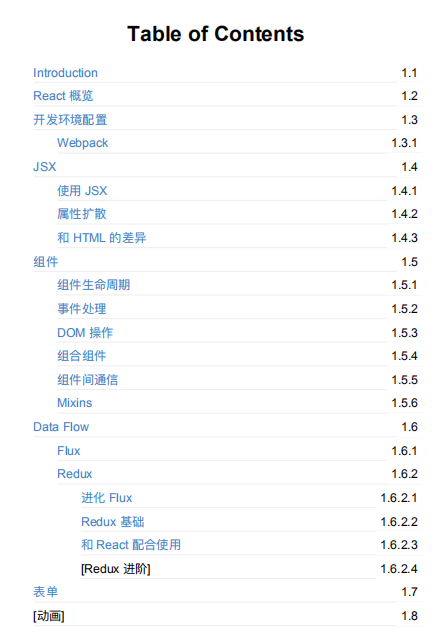 Table of Contents
Introduction 1.1
React 概览 1.2
开发环境配置 1.3
Webpack 1.3.1
JSX 1.4
使用 JSX 1.4.1
属性扩散 1.4.2
和 HTML 的差异 1.4.3
组件 1.5
组件生命周期 1.5.1
事件处理 1.5.2
DOM 操作 1.5.3
组合组件 1.5.4
组件间通信 1.5.5
Mixins 1.5.6
Data Flow 1.6
Flux 1.6.1
Redux 1.6.2
进化 Flux 1.6.2.1
Redux 基础 1.6.2.2
和 React 配合使用 1.6.2.3
[Redux 进阶] 1.6.2.4
表单 1.7
[动画] 1.8